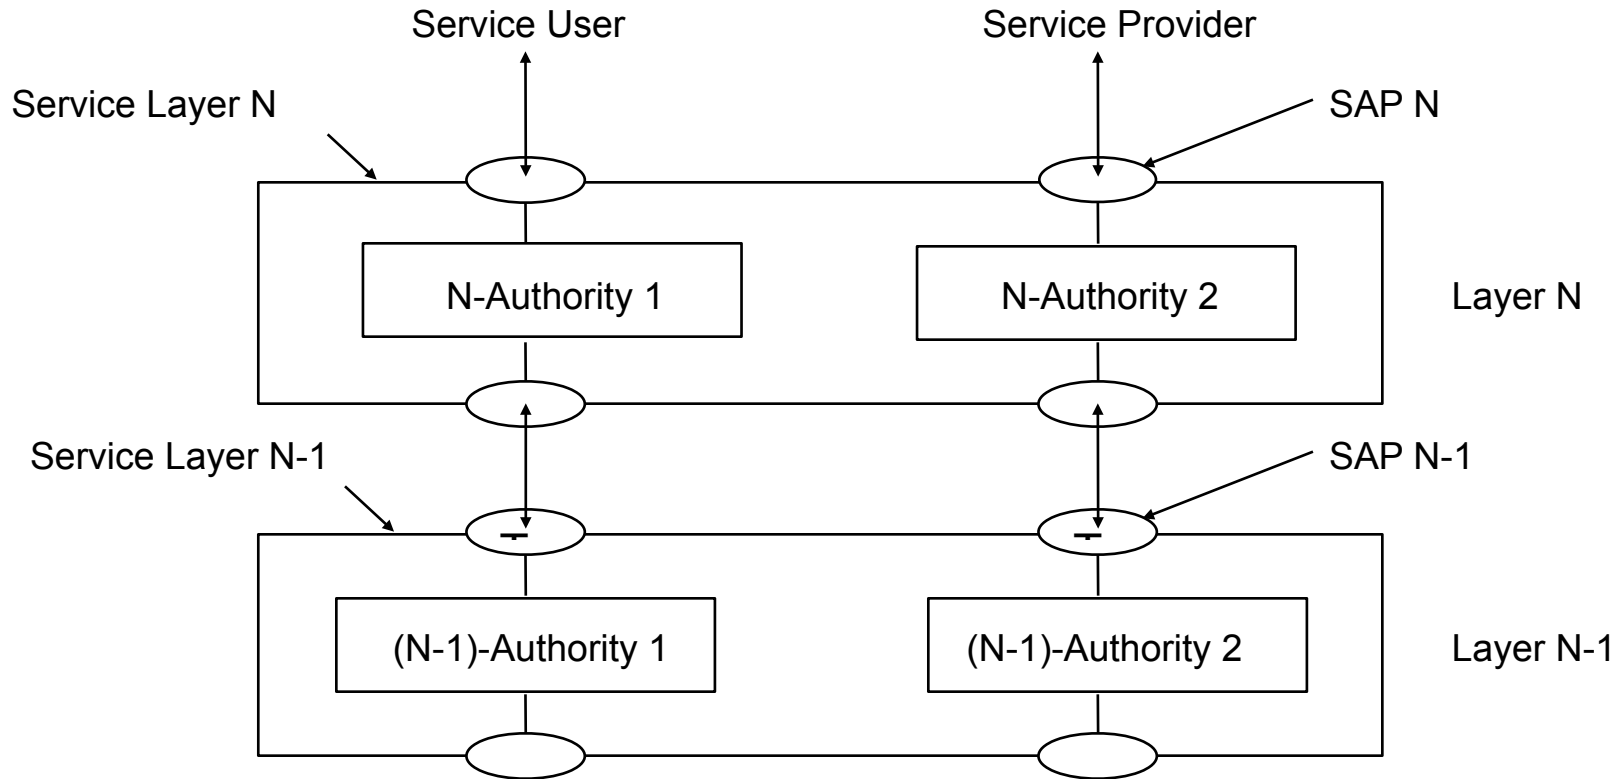 Service User
Service Provider
Service Layer N
SAP N
N-Authority 1
N-Authority 2
Layer N
Service Layer N-1
SAP N-1
(N-1)-Authority 1
(N-1)-Authority 2
Layer N-1